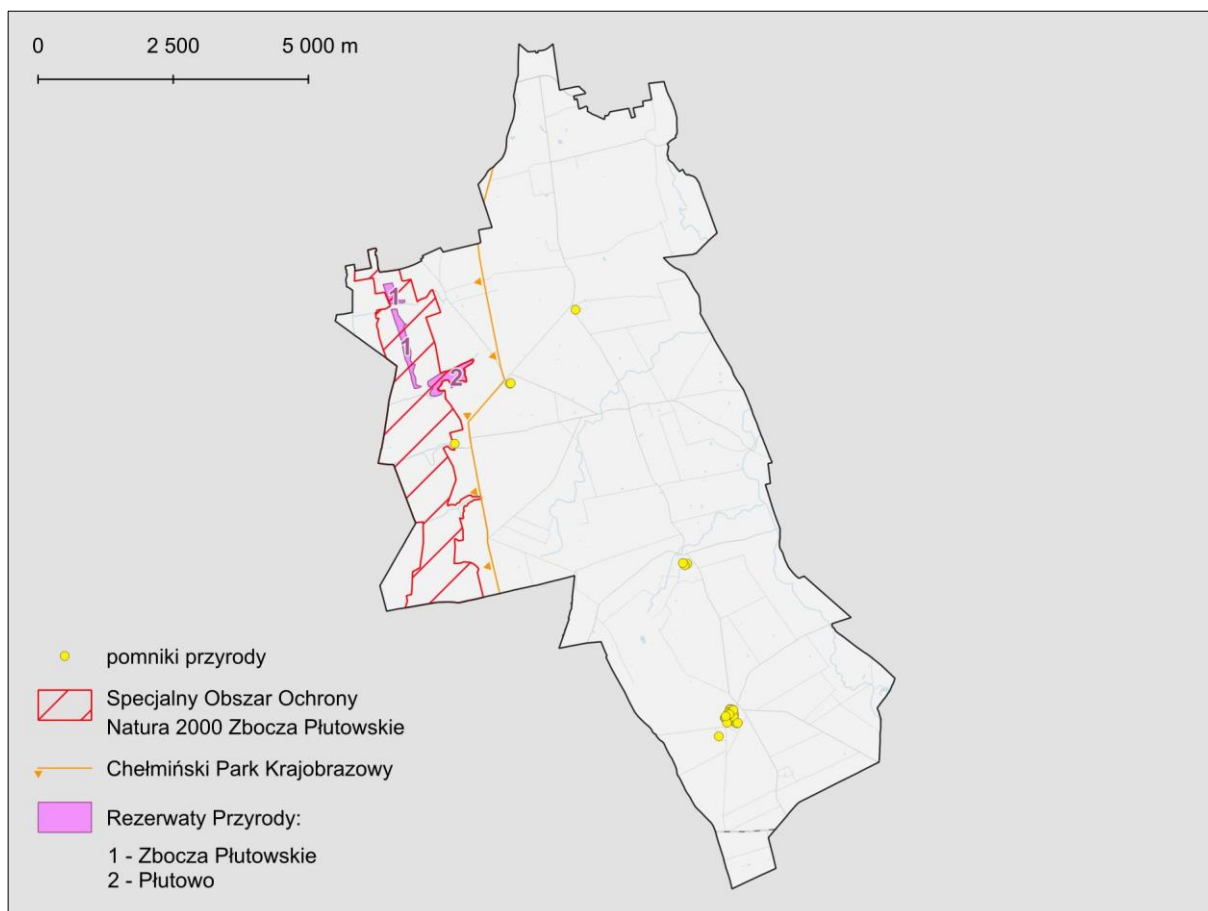 0 2 500 5 000 m
1-
1
2
pomniki przyrody
Specjalny Obszar Ochrony
Natura 2000 Zbocza Płutowskie
Chełmiński Park Krajobrazowy
Rezerwaty Przyrody:
1 - Zbocza Płutowskie
2 - Płutowo